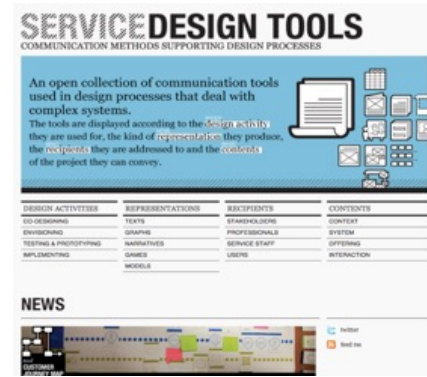 SERVICEDESIGN TOOLS
COMMUNICATION METHODS SUPPORTING DESIGN PROCESSES
An open collection of communication tools
used in design processes that deal with
complex systems.
The tools are displayed according to the design activity
they are used for, the kind of representation they produce,
the recipients they are addressed to and the contents
of the project they can convey.
DESIGN ACTIVITIES REPRESENTATIONS RECIPIENTS CONTENTS
CO-DESIGNING TEXTS STAKEHOLDERS CONTEXT
ENVISIONING GRAPHS PROFESSIONALS SYSTEM
TESTING & PROTOTYPING NARRATIVES SERVICE STAFF OFFERING
IMPLEMENTING GAMES USERS INTERACTION
MODELS
NEWS
twitter
feed rss
CUSTOMER
JOURNEY MAP